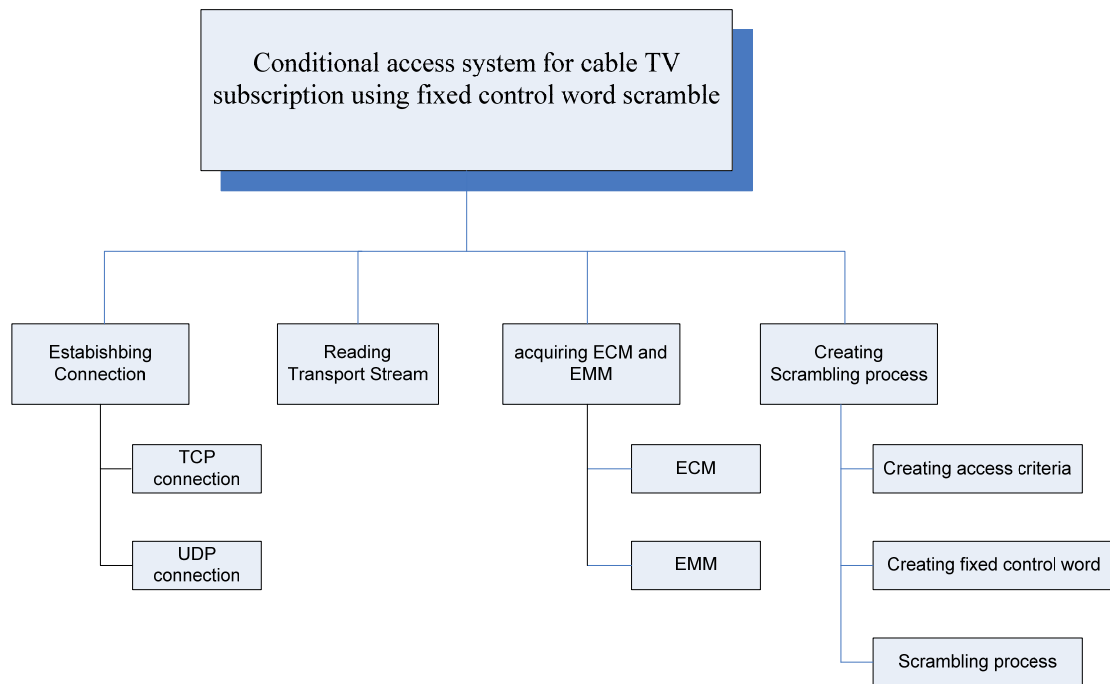 Conditional access system for cable TV
subscription using fixed control word scramble
Estabishbing
Connection
Reading
Transport Stream
acquiring ECM and
EMM
Creating
Scrambling process
TCP
connection
ECM
Creating access criteria
UDP
connection
EMM
Creating fixed control word
Scrambling process